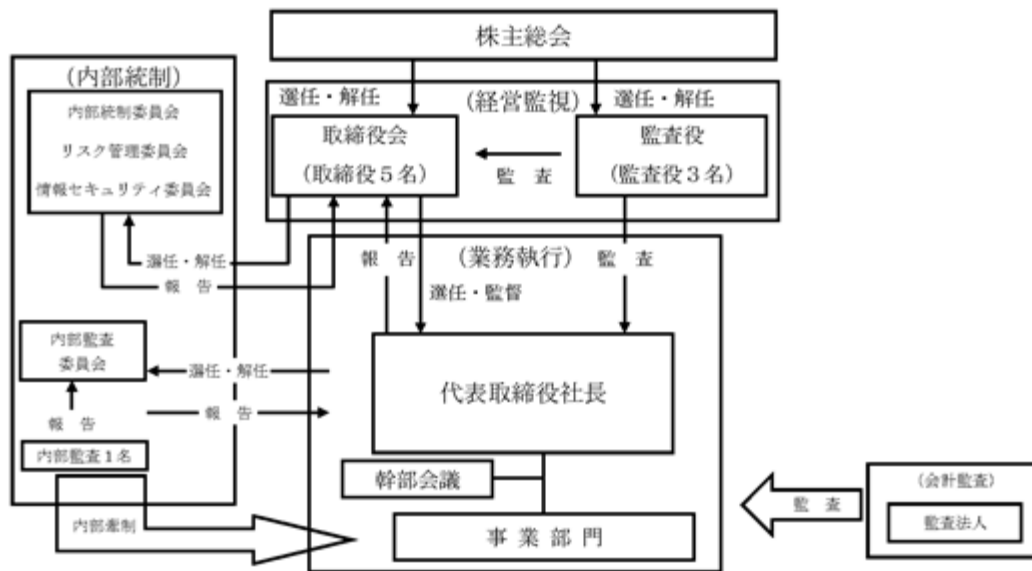 株主総会
(内部統制)
内部統制委員会
リスク管理委員会
情報セキュリティ委員会
選任・解任
(経営監視)
選任・解任
取締役会
(取締役5名)
監 査
監査役
(監査役3名)
選任・解任
報 告
報 告
(業務執行)
監 査
選任・監督
内部監査
委員会
選任・解任
報 告
報 告
内部監査1名
代表取締役社長
幹部会議
事 業 部 門
内部牽制
監 査
(会計監査)
監査法人